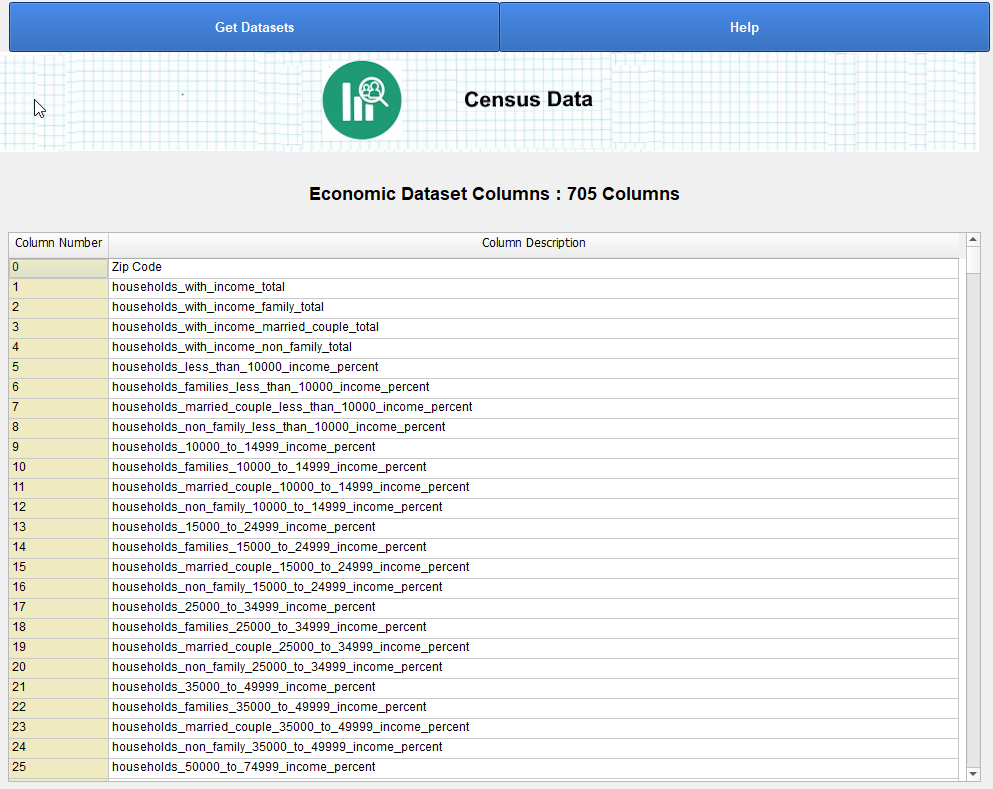 Get Datasets Help
Census Data
Economic Dataset Columns : 705 Columns
Column Number Column Description
0 Zip Code
1 households_with_income_total
2 households_with_income_family_total
3 households_with_income_married_couple_total
4 households_with_income_non_family_total
5 households_less_than_10000_income_percent
6 households_families_less_than_10000_income_percent
7 households_married_couple_less_than_10000_income_percent
8 households_non_family_less_than_10000_income_percent
9 households_10000_to_14999_income_percent
10 households_families_10000_to_14999_income_percent
11 households_married_couple_10000_to_14999_income_percent
12 households_non_family_10000_to_14999_income_percent
13 households_15000_to_24999_income_percent
14 households_families_15000_to_24999_income_percent
15 households_married_couple_15000_to_24999_income_percent
16 households_non_family_15000_to_24999_income_percent
17 households_25000_to_34999_income_percent
18 households_families_25000_to_34999_income_percent
19 households_married_couple_25000_to_34999_income_percent
20 households_non_family_25000_to_34999_income_percent
21 households_35000_to_49999_income_percent
22 households_families_35000_to_49999_income_percent
23 households_married_couple_35000_to_49999_income_percent
24 households_non_family_35000_to_49999_income_percent
25 households_50000_to_74999_income_percent